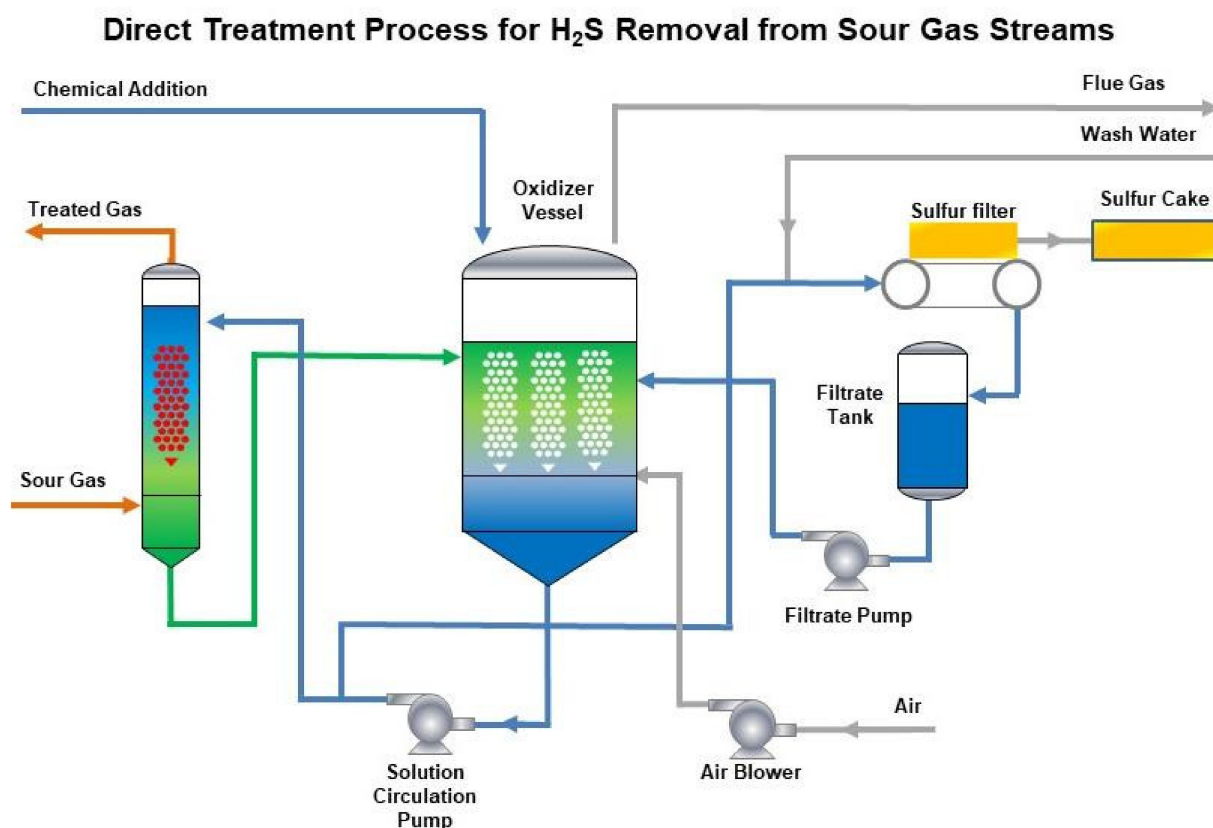 Direct Treatment Process for H₂S Removal from Sour Gas Streams
Chemical Addition
Flue Gas
Wash Water
Oxidizer
Vessel
Treated Gas
Sulfur filter
Sulfur Cake
Filtrate
Tank
Sour Gas
Filtrate Pump
Air
Solution
Circulation
Pump
Air Blower